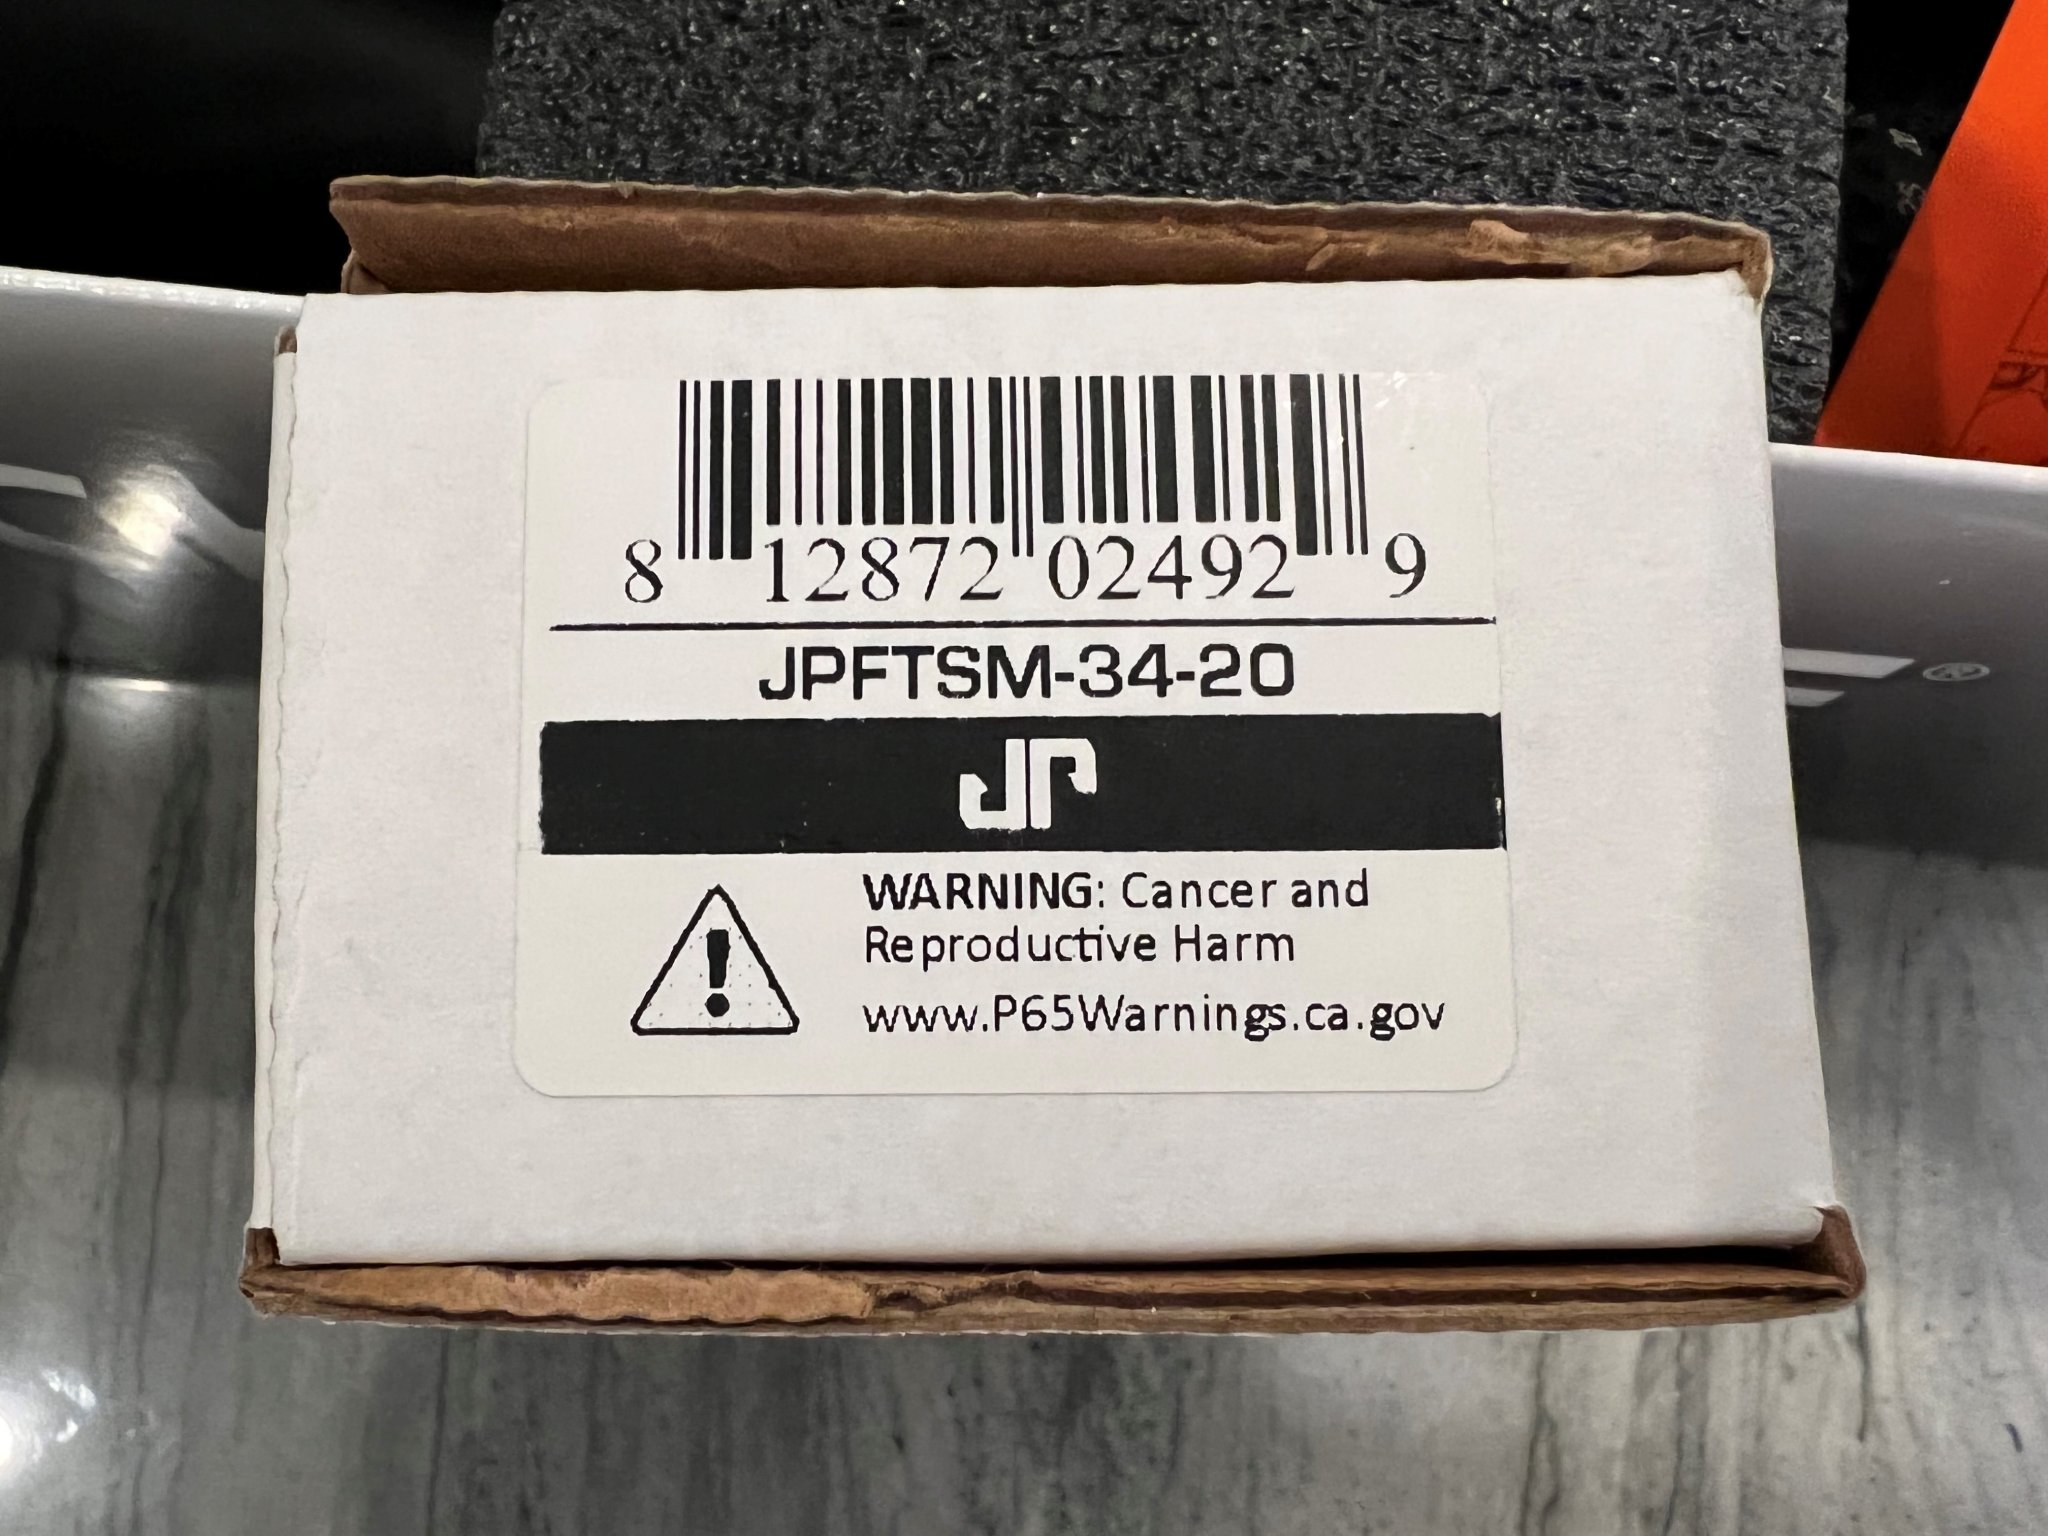 8 12872 02492 9
JPFTSM-34-20
JP
WARNING: Cancer and
Reproductive Harm
www.P65Warnings.ca.gov